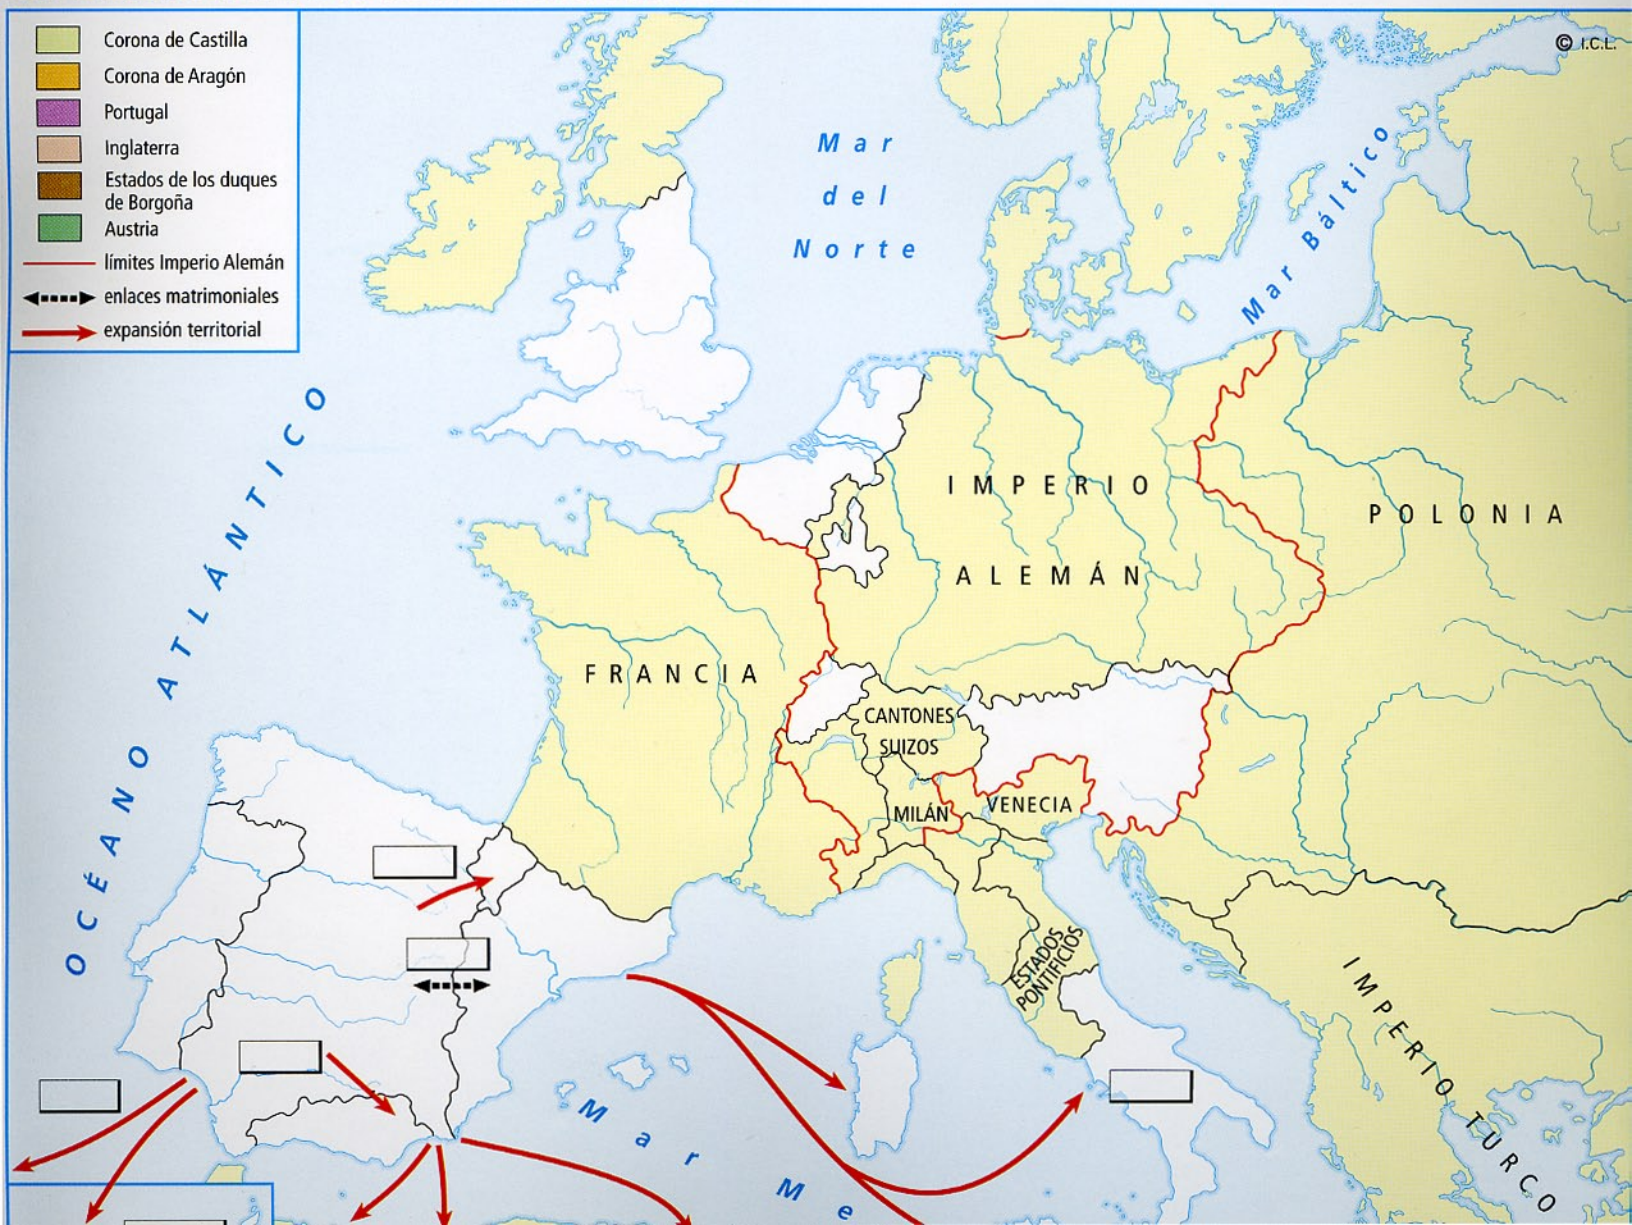 Corona de Castilla
Corona de Aragón
Portugal
Inglaterra
Estados de los duques
de Borgoña
Austria
límites Imperio Alemán
enlaces matrimoniales
expansión territorial
© I.C.L.
Mar
del
Norte
Mar Báltico
OCÉANO ATLÁNTICO
IMPERIO
ALEMÁN
POLONIA
FRANCIA
CANTONES
SUIZOS
MILÁN
VENECIA
ESTADOS
PONTIFICIOS
IMPERIO TURCO
Mar Me